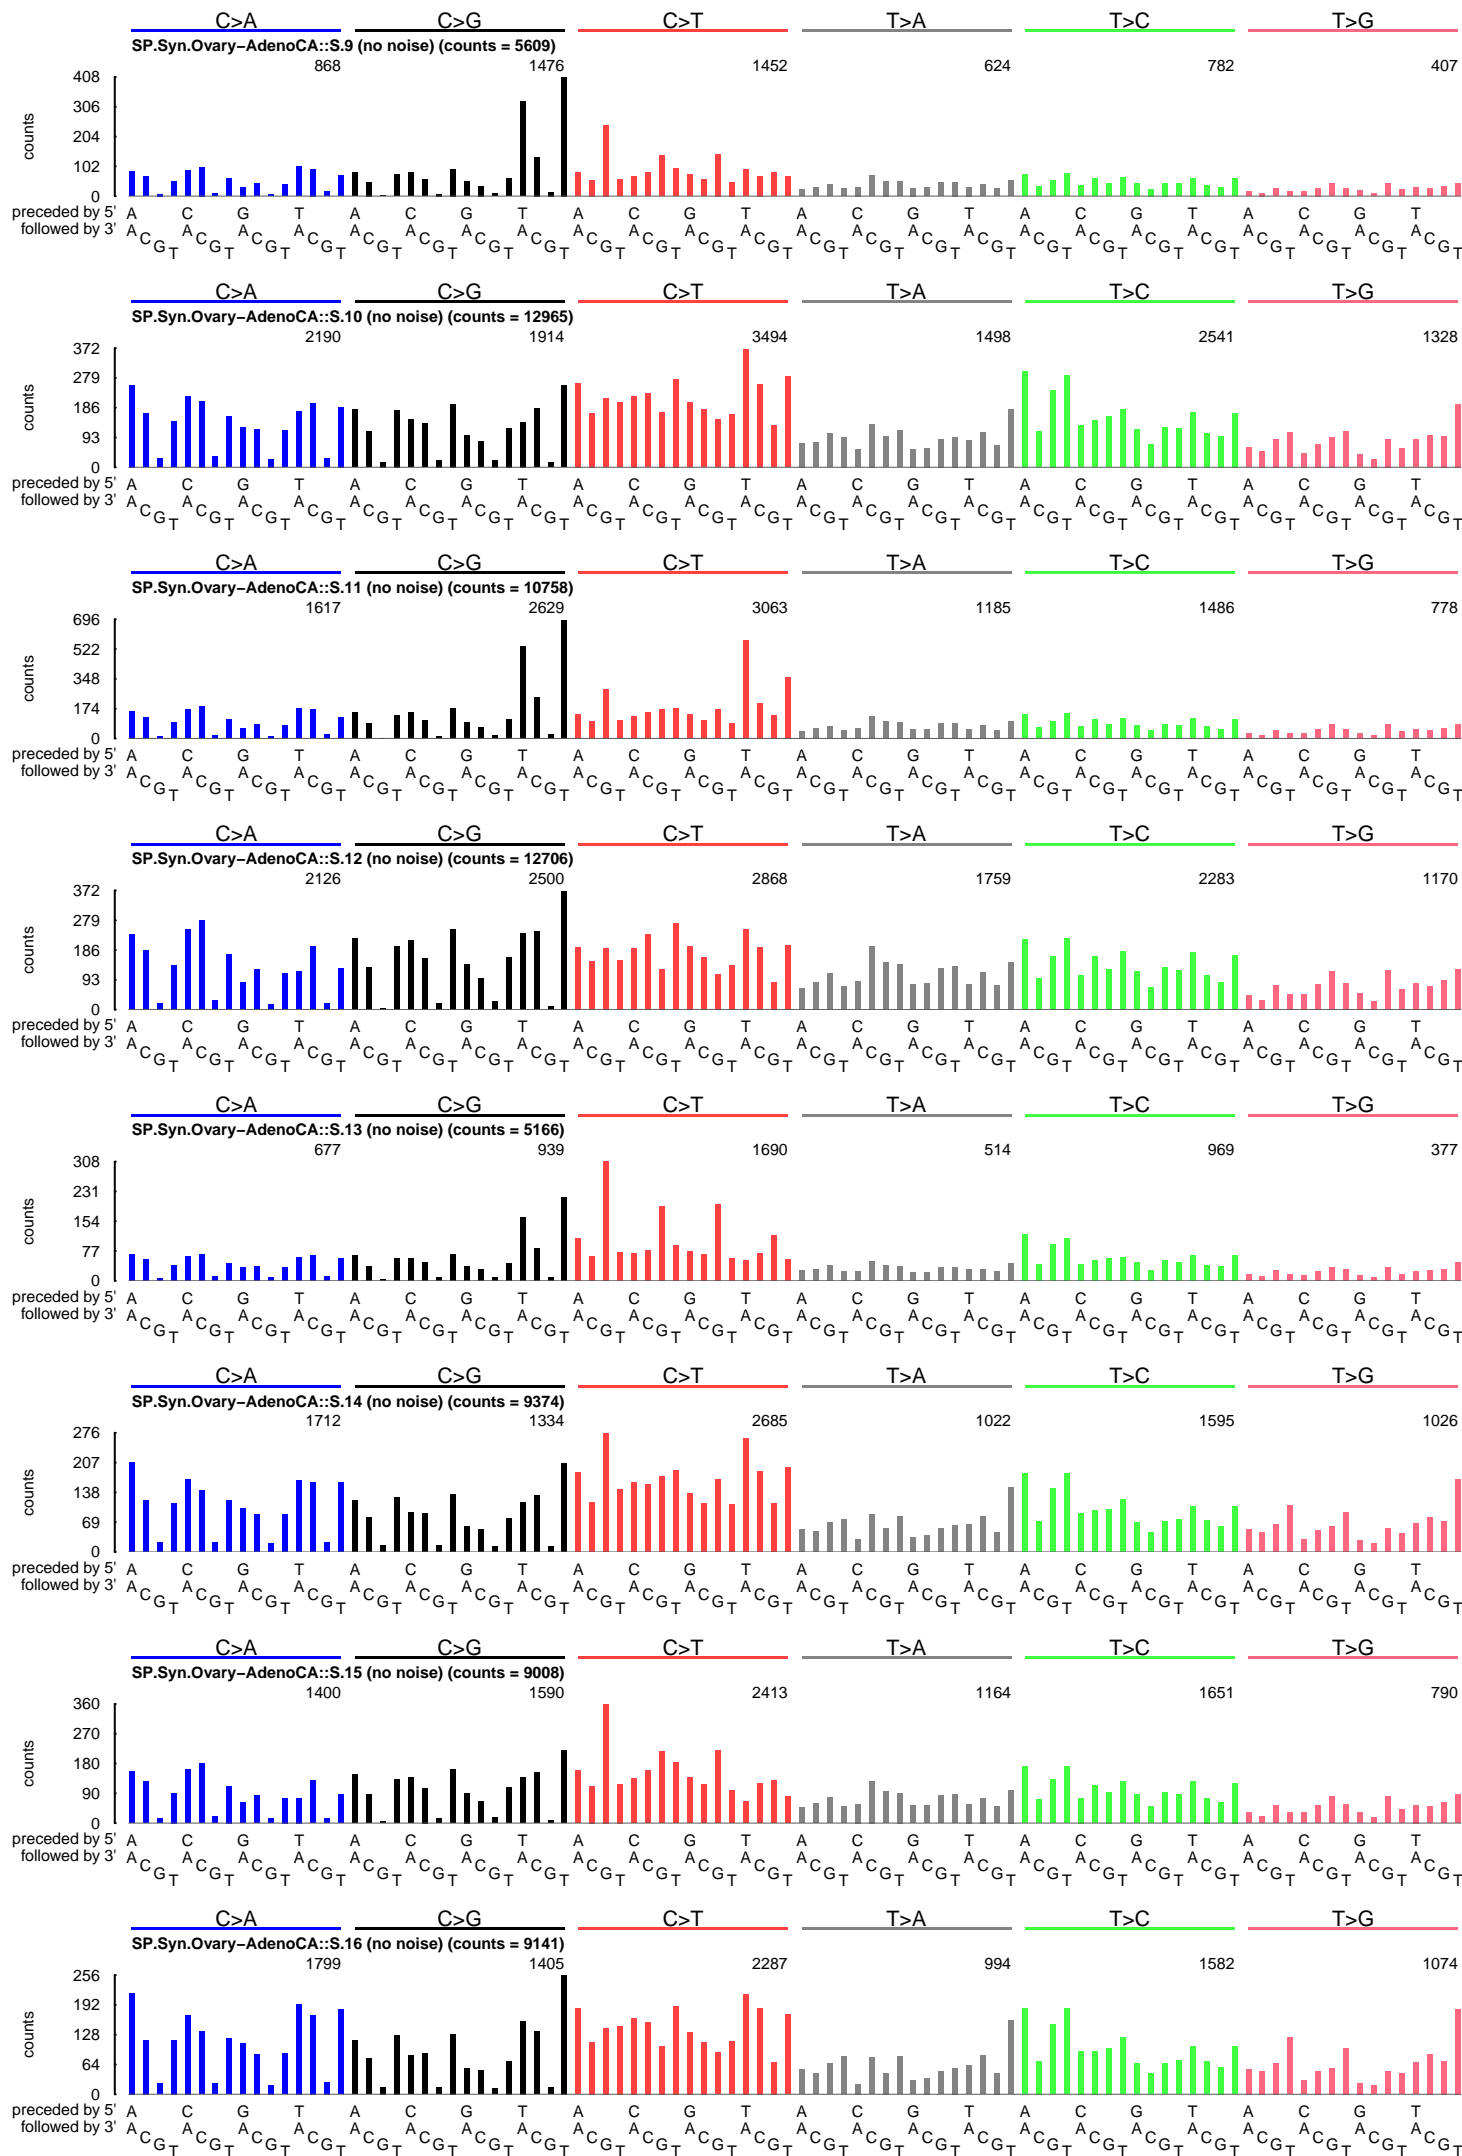 C>A C>G C>T T>A T>C T>G
SP.Syn.Ovary−AdenoCA::S.9 (no noise) (counts = 5609)
868 1476 1452 624 782 407
408
306
204
102
0
counts
preceded by 5' A C G T A C G T A C G T A C G T A C G T A C G T
followed by 3' A C G T A C G T A C G T A C G T A C G T A C G T A C G T A C G T A C G T A C G T A C G T A C G T A C G T A C G T A C G T A C G T A C G T A C G T A C G T A C G T A C G T A C G T A C G T A C G T
C>A C>G C>T T>A T>C T>G
SP.Syn.Ovary−AdenoCA::S.10 (no noise) (counts = 12965)
2190 1914 3494 1498 2541 1328
372
279
186
93
0
counts
preceded by 5' A C G T A C G T A C G T A C G T A C G T A C G T
followed by 3' A C G T A C G T A C G T A C G T A C G T A C G T A C G T A C G T A C G T A C G T A C G T A C G T A C G T A C G T A C G T A C G T A C G T A C G T A C G T A C G T A C G T A C G T A C G T A C G T
C>A C>G C>T T>A T>C T>G
SP.Syn.Ovary−AdenoCA::S.11 (no noise) (counts = 10758)
1617 2629 3063 1185 1486 778
696
522
348
174
0
counts
preceded by 5' A C G T A C G T A C G T A C G T A C G T A C G T
followed by 3' A C G T A C G T A C G T A C G T A C G T A C G T A C G T A C G T A C G T A C G T A C G T A C G T A C G T A C G T A C G T A C G T A C G T A C G T A C G T A C G T A C G T A C G T A C G T A C G T
C>A C>G C>T T>A T>C T>G
SP.Syn.Ovary−AdenoCA::S.12 (no noise) (counts = 12706)
2126 2500 2868 1759 2283 1170
372
279
186
93
0
counts
preceded by 5' A C G T A C G T A C G T A C G T A C G T A C G T
followed by 3' A C G T A C G T A C G T A C G T A C G T A C G T A C G T A C G T A C G T A C G T A C G T A C G T A C G T A C G T A C G T A C G T A C G T A C G T A C G T A C G T A C G T A C G T A C G T A C G T
C>A C>G C>T T>A T>C T>G
SP.Syn.Ovary−AdenoCA::S.13 (no noise) (counts = 5166)
677 939 1690 514 969 377
308
231
154
77
0
counts
preceded by 5' A C G T A C G T A C G T A C G T A C G T A C G T
followed by 3' A C G T A C G T A C G T A C G T A C G T A C G T A C G T A C G T A C G T A C G T A C G T A C G T A C G T A C G T A C G T A C G T A C G T A C G T A C G T A C G T A C G T A C G T A C G T A C G T
C>A C>G C>T T>A T>C T>G
SP.Syn.Ovary−AdenoCA::S.14 (no noise) (counts = 9374)
1712 1334 2685 1022 1595 1026
276
207
138
69
0
counts
preceded by 5' A C G T A C G T A C G T A C G T A C G T A C G T
followed by 3' A C G T A C G T A C G T A C G T A C G T A C G T A C G T A C G T A C G T A C G T A C G T A C G T A C G T A C G T A C G T A C G T A C G T A C G T A C G T A C G T A C G T A C G T A C G T A C G T
C>A C>G C>T T>A T>C T>G
SP.Syn.Ovary−AdenoCA::S.15 (no noise) (counts = 9008)
1400 1590 2413 1164 1651 790
360
270
180
90
0
counts
preceded by 5' A C G T A C G T A C G T A C G T A C G T A C G T
followed by 3' A C G T A C G T A C G T A C G T A C G T A C G T A C G T A C G T A C G T A C G T A C G T A C G T A C G T A C G T A C G T A C G T A C G T A C G T A C G T A C G T A C G T A C G T A C G T A C G T
C>A C>G C>T T>A T>C T>G
SP.Syn.Ovary−AdenoCA::S.16 (no noise) (counts = 9141)
1799 1405 2287 994 1582 1074
256
192
128
64
0
counts
preceded by 5' A C G T A C G T A C G T A C G T A C G T A C G T
followed by 3' A C G T A C G T A C G T A C G T A C G T A C G T A C G T A C G T A C G T A C G T A C G T A C G T A C G T A C G T A C G T A C G T A C G T A C G T A C G T A C G T A C G T A C G T A C G T A C G T